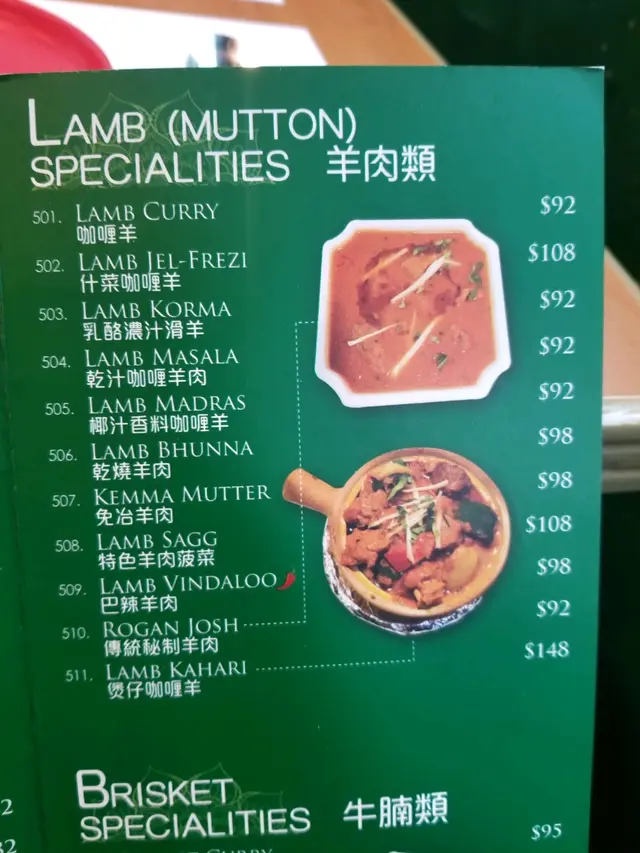 LAMB (MUTTON)
SPECIALITIES 羊肉類
501. LAMB CURRY $92
咖喱羊
502. LAMB JEL-FREZI $108
什菜咖喱羊
503. LAMB KORMA $92
乳酪濃汁滑羊
504. LAMB MASALA $92
乾汁咖喱羊肉
505. LAMB MADRAS $92
椰汁香料咖喱羊
506. LAMB BHUNNA $98
乾燒羊肉
507. KEMMA MUTTER $98
免冶羊肉
508. LAMB SAGG $108
特色羊肉菠菜
509. LAMB VINDALOO $98
巴辣羊肉
510. ROGAN JOSH $92
傳統秘制羊肉
511. LAMB KAHARI $148
煲仔咖喱羊
BRISKET
SPECIALITIES 牛腩類
$95
CURRY